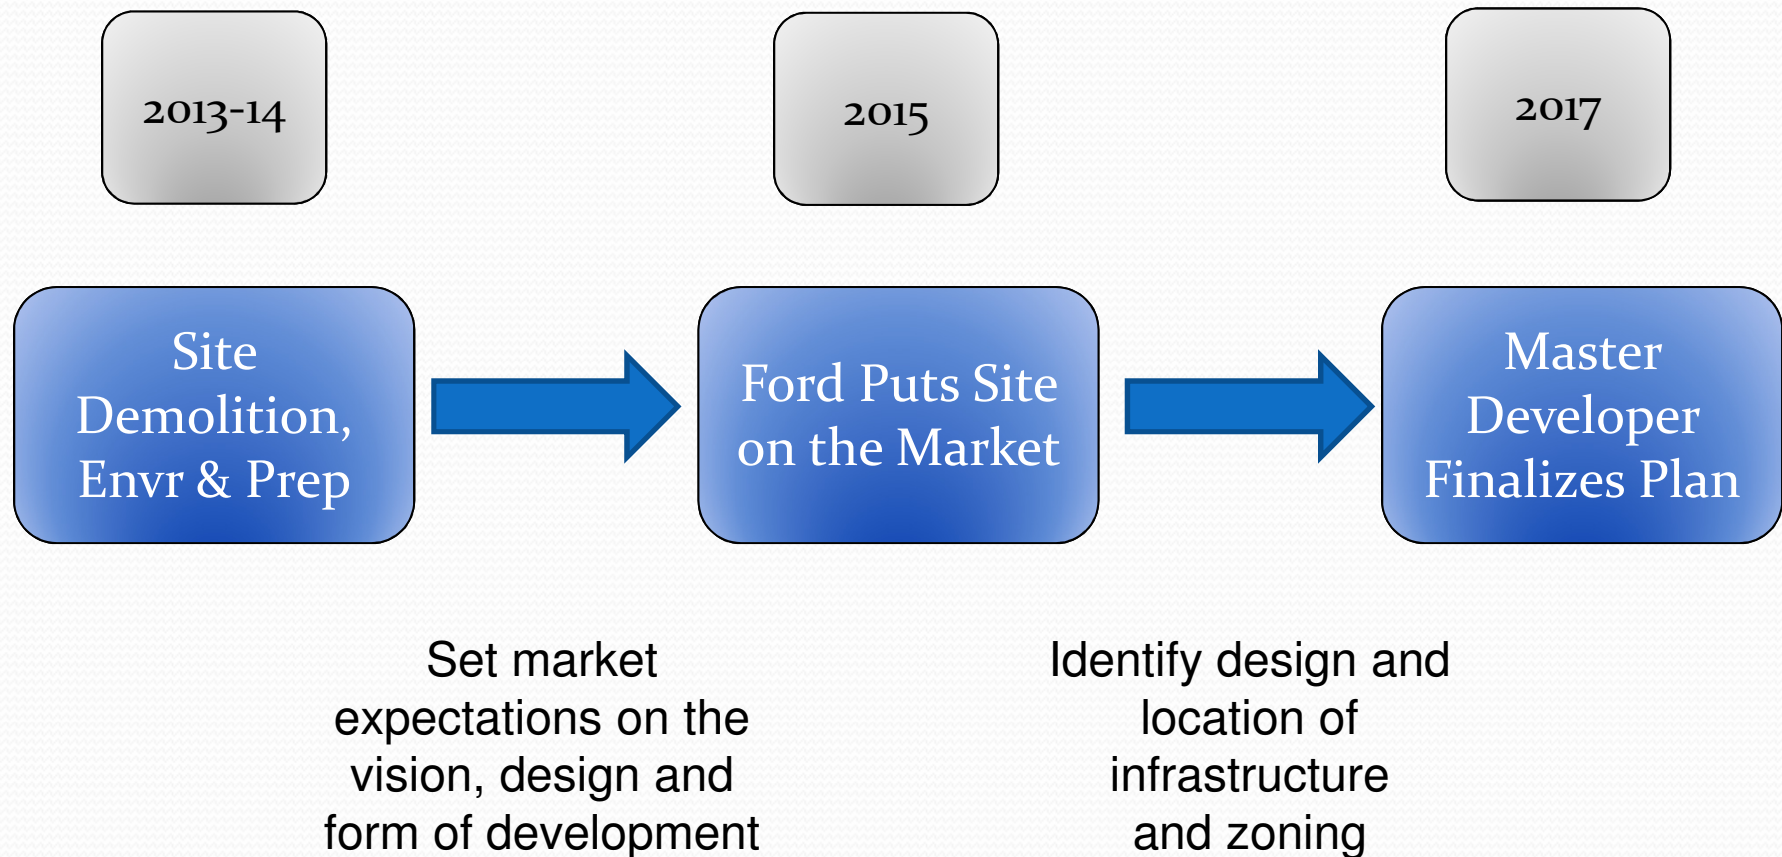 2013-14
2015
2017
Site
Demolition,
Envr & Prep
Ford Puts Site
on the Market
Master
Developer
Finalizes Plan
Set market
expectations on the
vision, design and
form of development
Identify design and
location of
infrastructure
and zoning